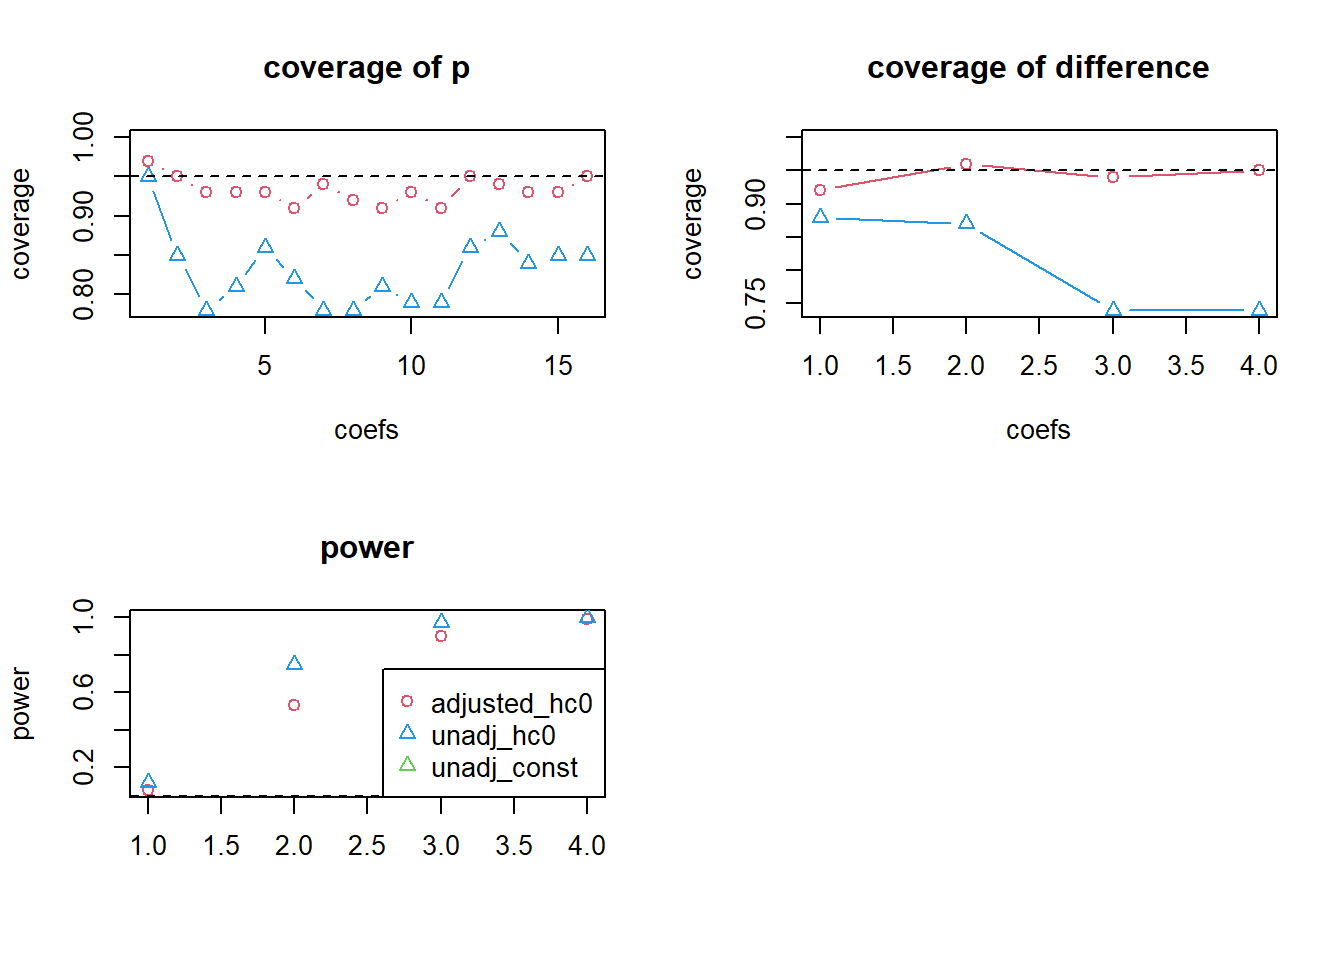 coverage of p
coverage
0.80 0.90 1.00
5 10 15
coefs
coverage of difference
coverage
0.75 0.90
1.0 1.5 2.0 2.5 3.0 3.5 4.0
coefs
power
power
0.2 0.6 1.0
adjusted_hc0
unadj_hc0
unadj_const
1.0 1.5 2.0 2.5 3.0 3.5 4.0